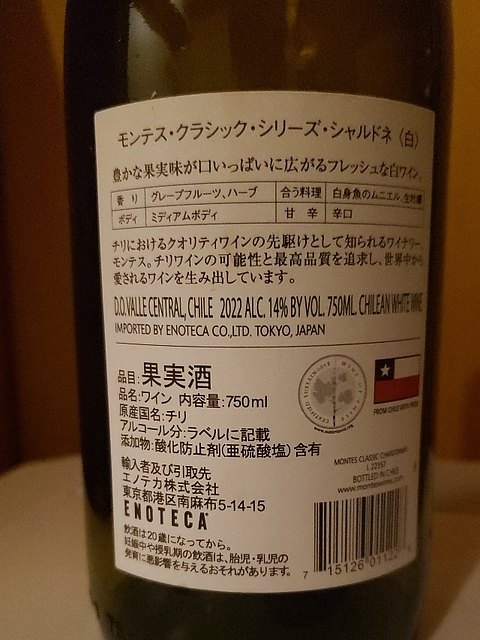 モンテス・クラシック・シリーズ・シャルドネ〈白〉
豊かな果実味が口いっぱいに広がるフレッシュな白ワイン。
香り グレープフルーツ、ハーブ 合う料理 白身魚のムニエル、生牡蠣
ボディ ミディアムボディ 甘辛 辛口
チリにおけるクオリティワインの先駆けとして知られるワイナリー、
モンテス。チリワインの可能性と最高品質を追求し、世界中から
愛されるワインを生み出しています。
D.O.VALLE CENTRAL, CHILE 2022 ALC. 14% BY VOL. 750ML. CHILEAN WHITE WINE
IMPORTED BY ENOTECA CO.,LTD. TOKYO, JAPAN
品目:果実酒
品名:ワイン 内容量:750ml
原産国名:チリ
アルコール分:ラベルに記載
添加物:酸化防止剤(亜硫酸塩)含有
輸入者及び引取先
エノテカ株式会社
東京都港区南麻布5-14-15
ENOTECA
飲酒は20歳になってから。
妊娠中や授乳期の飲酒は、胎児・乳児の
発育に悪影響を与えるおそれがあります。
CERTIFIED SUSTAINABLE WINE OF CHILE
FROM CHILE WITH PRIDE
MONTES CLASSIC CHARDONNAY
L 22357
BOTTLED IN CHILE
www.monteswines.com
7 15126 01122